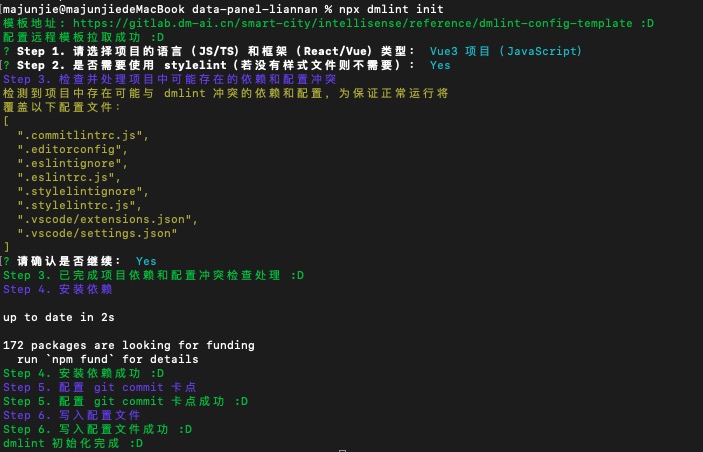 [majunjie@majunjiedeMacBook data-panel-liannan % npx dmlint init
模板地址: https://gitlab.dm-ai.cn/smart-city/intellisense/reference/dmlint-config-template :D
配置远程模板拉取成功 :D
[? Step 1. 请选择项目的语言（JS/TS）和框架（React/Vue）类型： Vue3 项目（JavaScript）
[? Step 2. 是否需要使用 stylelint（若没有样式文件则不需要）： Yes
Step 3. 检查并处理项目中可能存在的依赖和配置冲突
检测到项目中存在可能与 dmlint 冲突的依赖和配置，为保证正常运行将
覆盖以下配置文件：
[
  ".commitlintrc.js",
  ".editorconfig",
  ".eslintignore",
  ".eslintrc.js",
  ".stylelintignore",
  ".stylelintrc.js",
  ".vscode/extensions.json",
  ".vscode/settings.json"
]
[? 请确认是否继续： Yes
Step 3. 已完成项目依赖和配置冲突检查处理 :D
Step 4. 安装依赖
up to date in 2s
172 packages are looking for funding
  run `npm fund` for details
Step 4. 安装依赖成功 :D
Step 5. 配置 git commit 卡点
Step 5. 配置 git commit 卡点成功 :D
Step 6. 写入配置文件
Step 6. 写入配置文件成功 :D
dmlint 初始化完成 :D